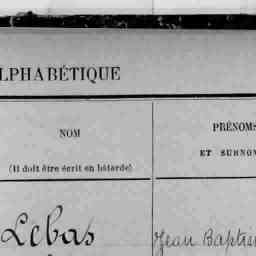 LPHABÉTIQUE
NOM
PRÉNOMS
ET SURNO
(Il doit être écrit en bâtarde)
Lebas
Jean Baptis